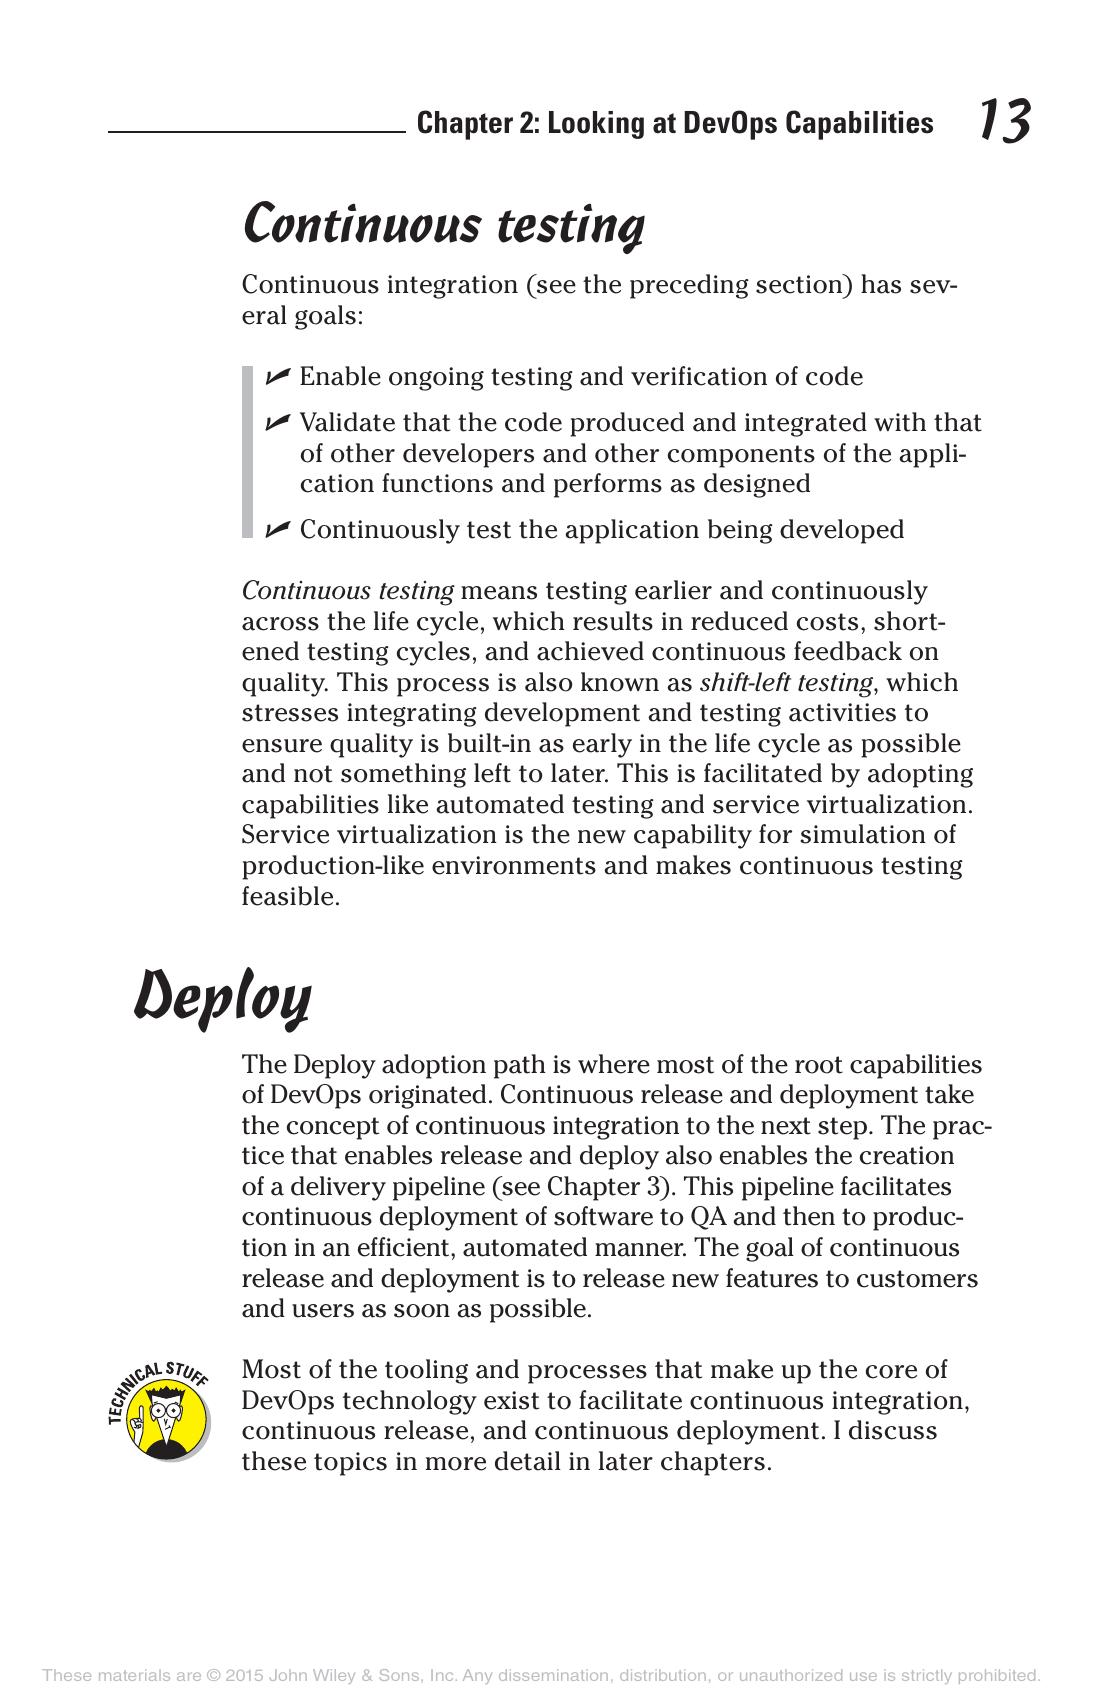 Chapter 2: Looking at DevOps Capabilities 13
Continuous testing
Continuous integration (see the preceding section) has sev-
eral goals:
✓ Enable ongoing testing and verification of code
✓ Validate that the code produced and integrated with that
of other developers and other components of the appli-
cation functions and performs as designed
✓ Continuously test the application being developed
Continuous testing means testing earlier and continuously
across the life cycle, which results in reduced costs, short-
ened testing cycles, and achieved continuous feedback on
quality. This process is also known as shift-left testing, which
stresses integrating development and testing activities to
ensure quality is built-in as early in the life cycle as possible
and not something left to later. This is facilitated by adopting
capabilities like automated testing and service virtualization.
Service virtualization is the new capability for simulation of
production-like environments and makes continuous testing
feasible.
Deploy
The Deploy adoption path is where most of the root capabilities
of DevOps originated. Continuous release and deployment take
the concept of continuous integration to the next step. The prac-
tice that enables release and deploy also enables the creation
of a delivery pipeline (see Chapter 3). This pipeline facilitates
continuous deployment of software to QA and then to produc-
tion in an efficient, automated manner. The goal of continuous
release and deployment is to release new features to customers
and users as soon as possible.
TECHNICAL STUFF
Most of the tooling and processes that make up the core of
DevOps technology exist to facilitate continuous integration,
continuous release, and continuous deployment. I discuss
these topics in more detail in later chapters.
These materials are © 2015 John Wiley & Sons, Inc. Any dissemination, distribution, or unauthorized use is strictly prohibited.